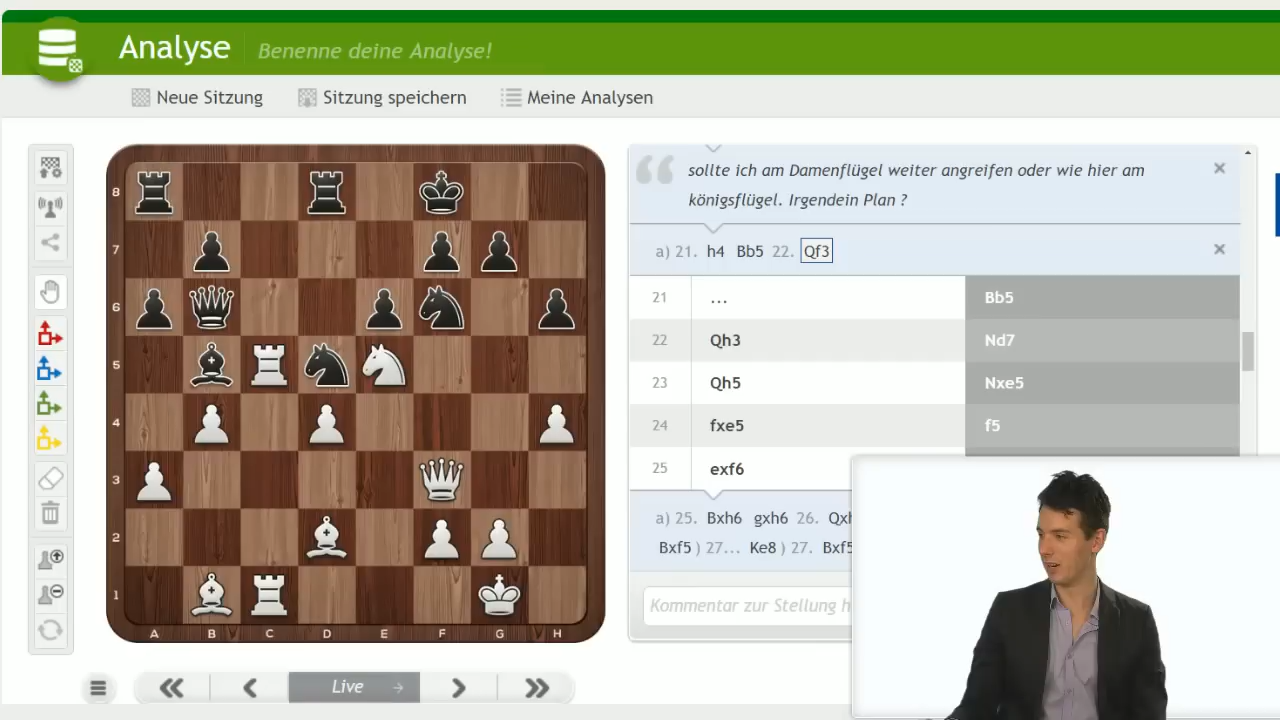 Analyse
Benenne deine Analyse!
Neue Sitzung
Sitzung speichern
Meine Analysen
8
7
6
5
4
3
2
1
A B C D E F G H
Live
sollte ich am Damenflügel weiter angreifen oder wie hier am
königsflügel. Irgendein Plan ?
a) 21. h4 Bb5 22. Qf3
21 ... Bb5
22 Qh3 Nd7
23 Qh5 Nxe5
24 fxe5 f5
25 exf6
a) 25. Bxh6 gxh6 26.
Bxf5 ) 27... Ke8 ) 27. Bxf5
Kommentar zur Stellung